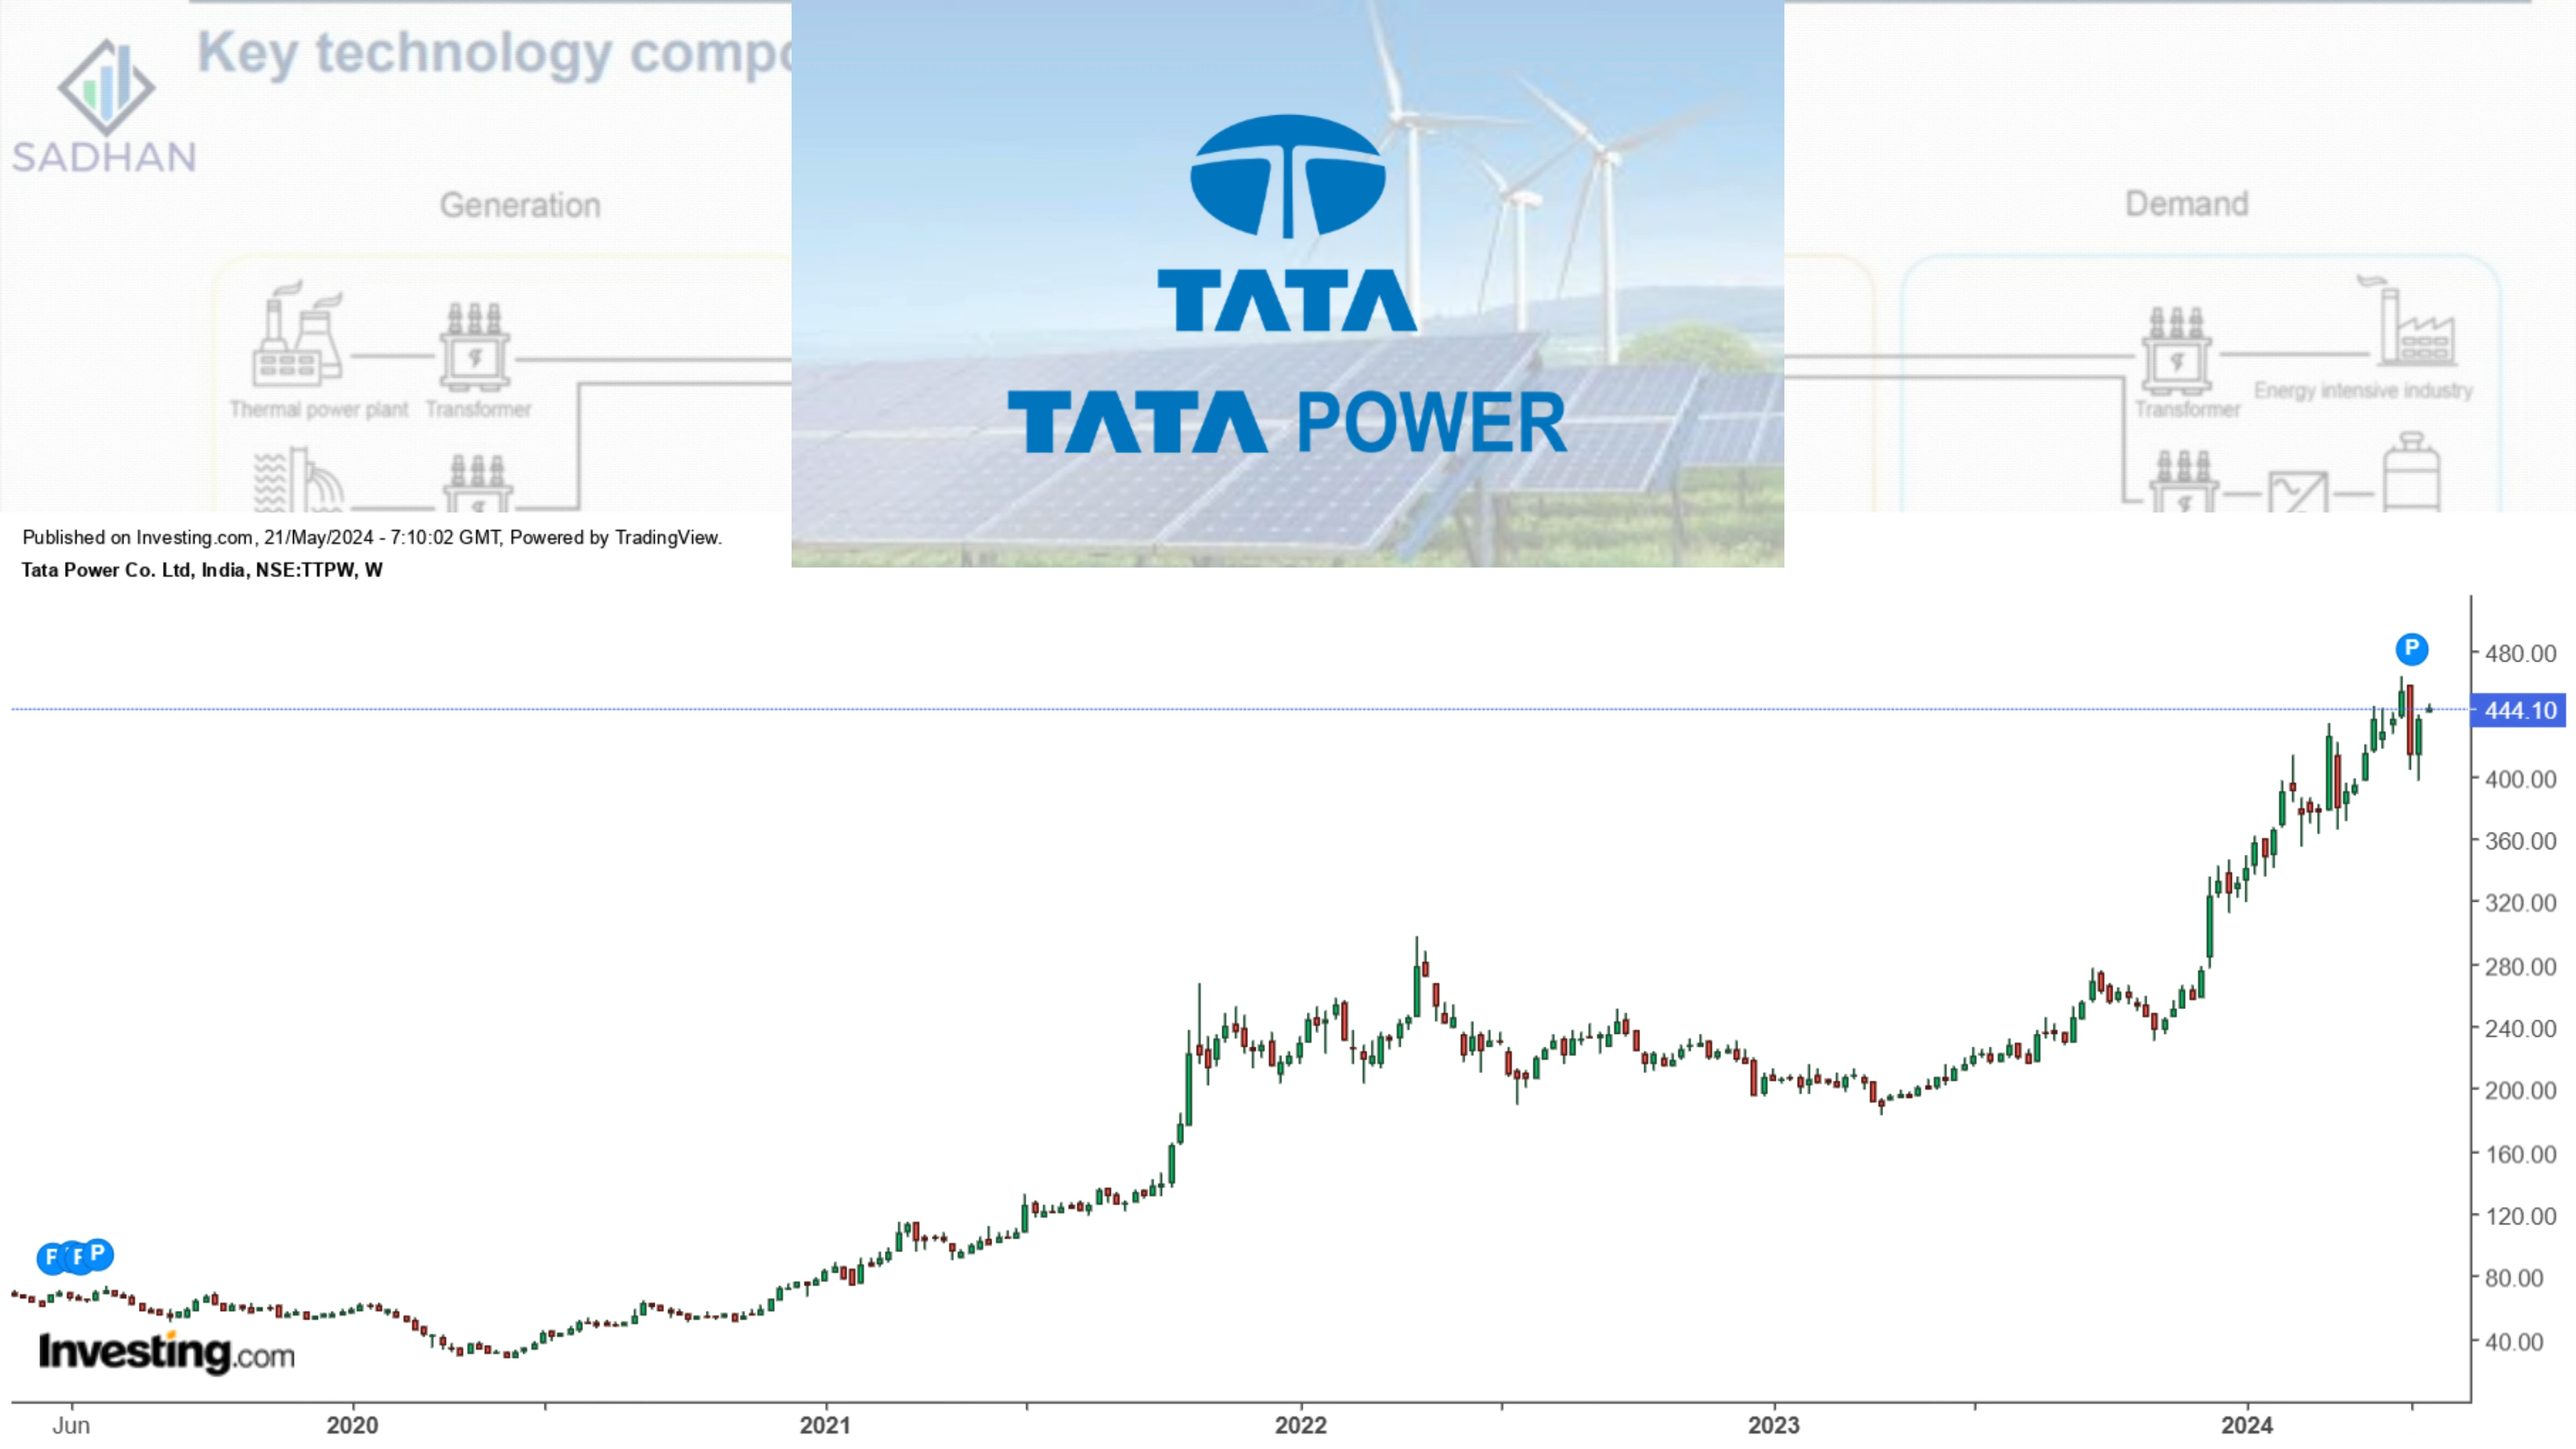 Key technology compo
SADHAN
Generation
Demand
TATA
TATA POWER
Thermal power plant
Transformer
Transformer
Energy intensive industry
Published on Investing.com, 21/May/2024 - 7:10:02 GMT, Powered by TradingView.
Tata Power Co. Ltd, India, NSE:TTPW, W
P
480.00
444.10
400.00
360.00
320.00
280.00
240.00
200.00
160.00
120.00
80.00
40.00
P
Investing.com
Jun 2020 2021 2022 2023 2024